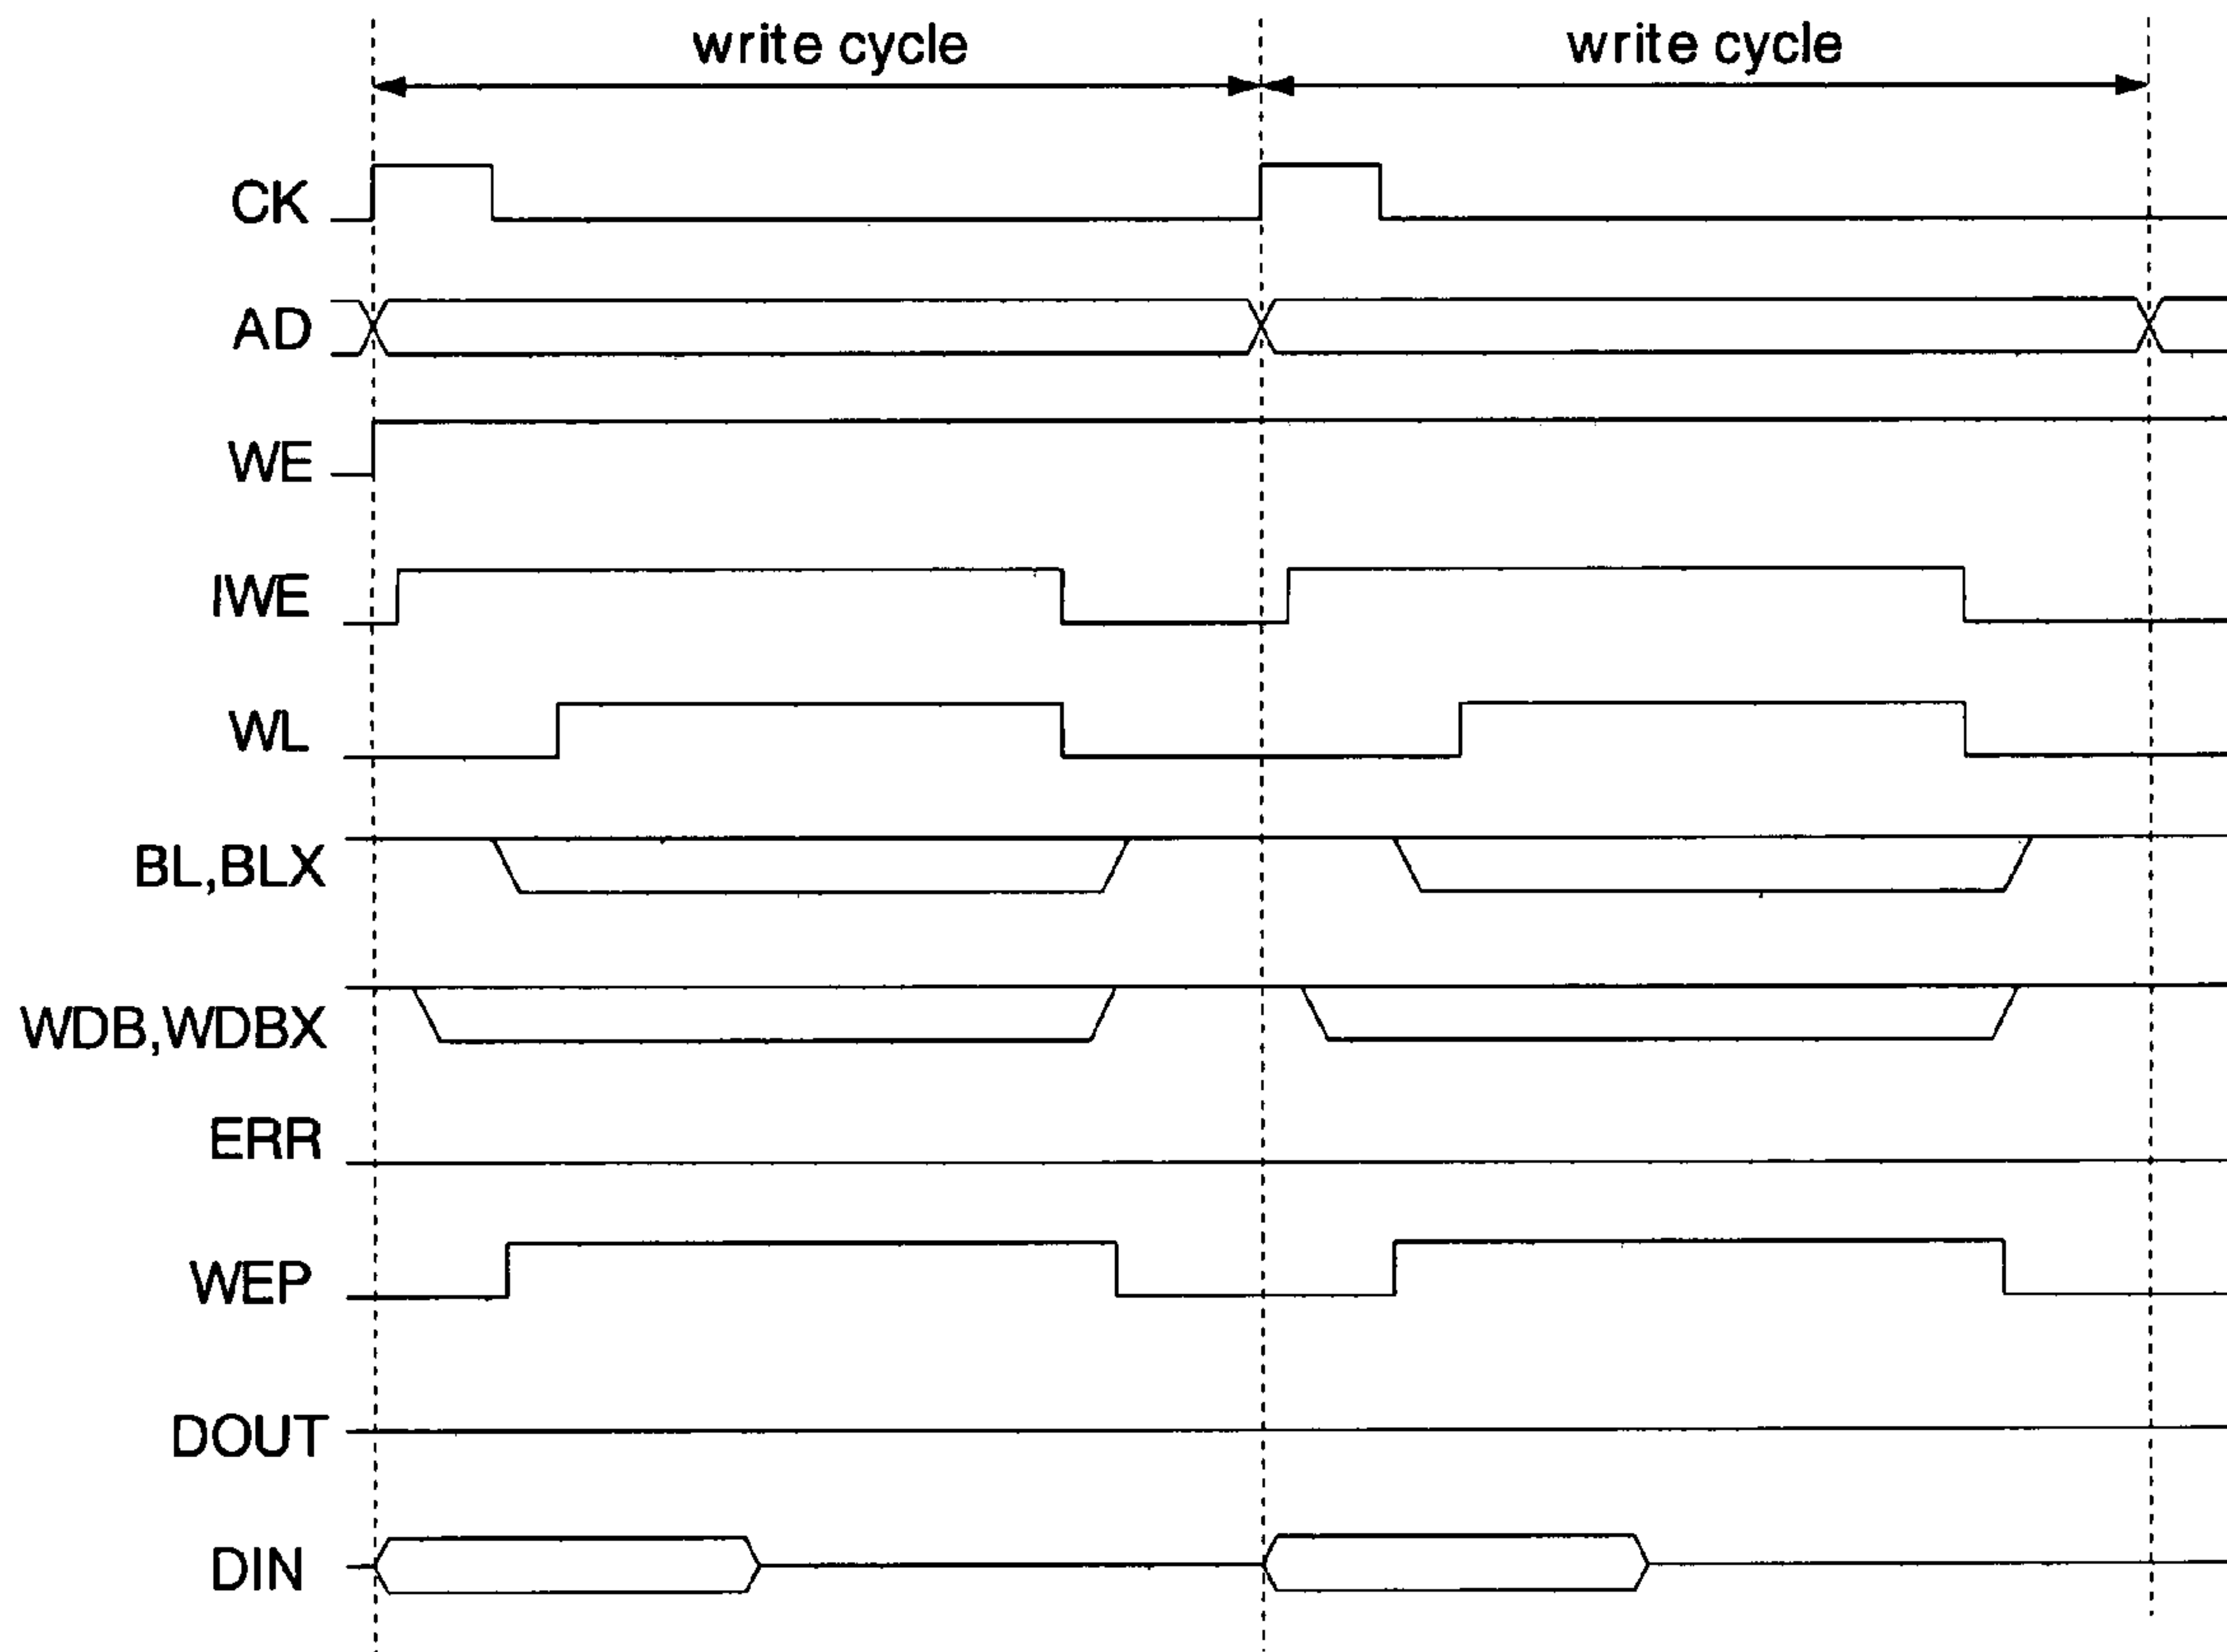 write cycle write cycle
CK
AD
WE
IWE
WL
BL,BLX
WDB,WDBX
ERR
WEP
DOUT
DIN